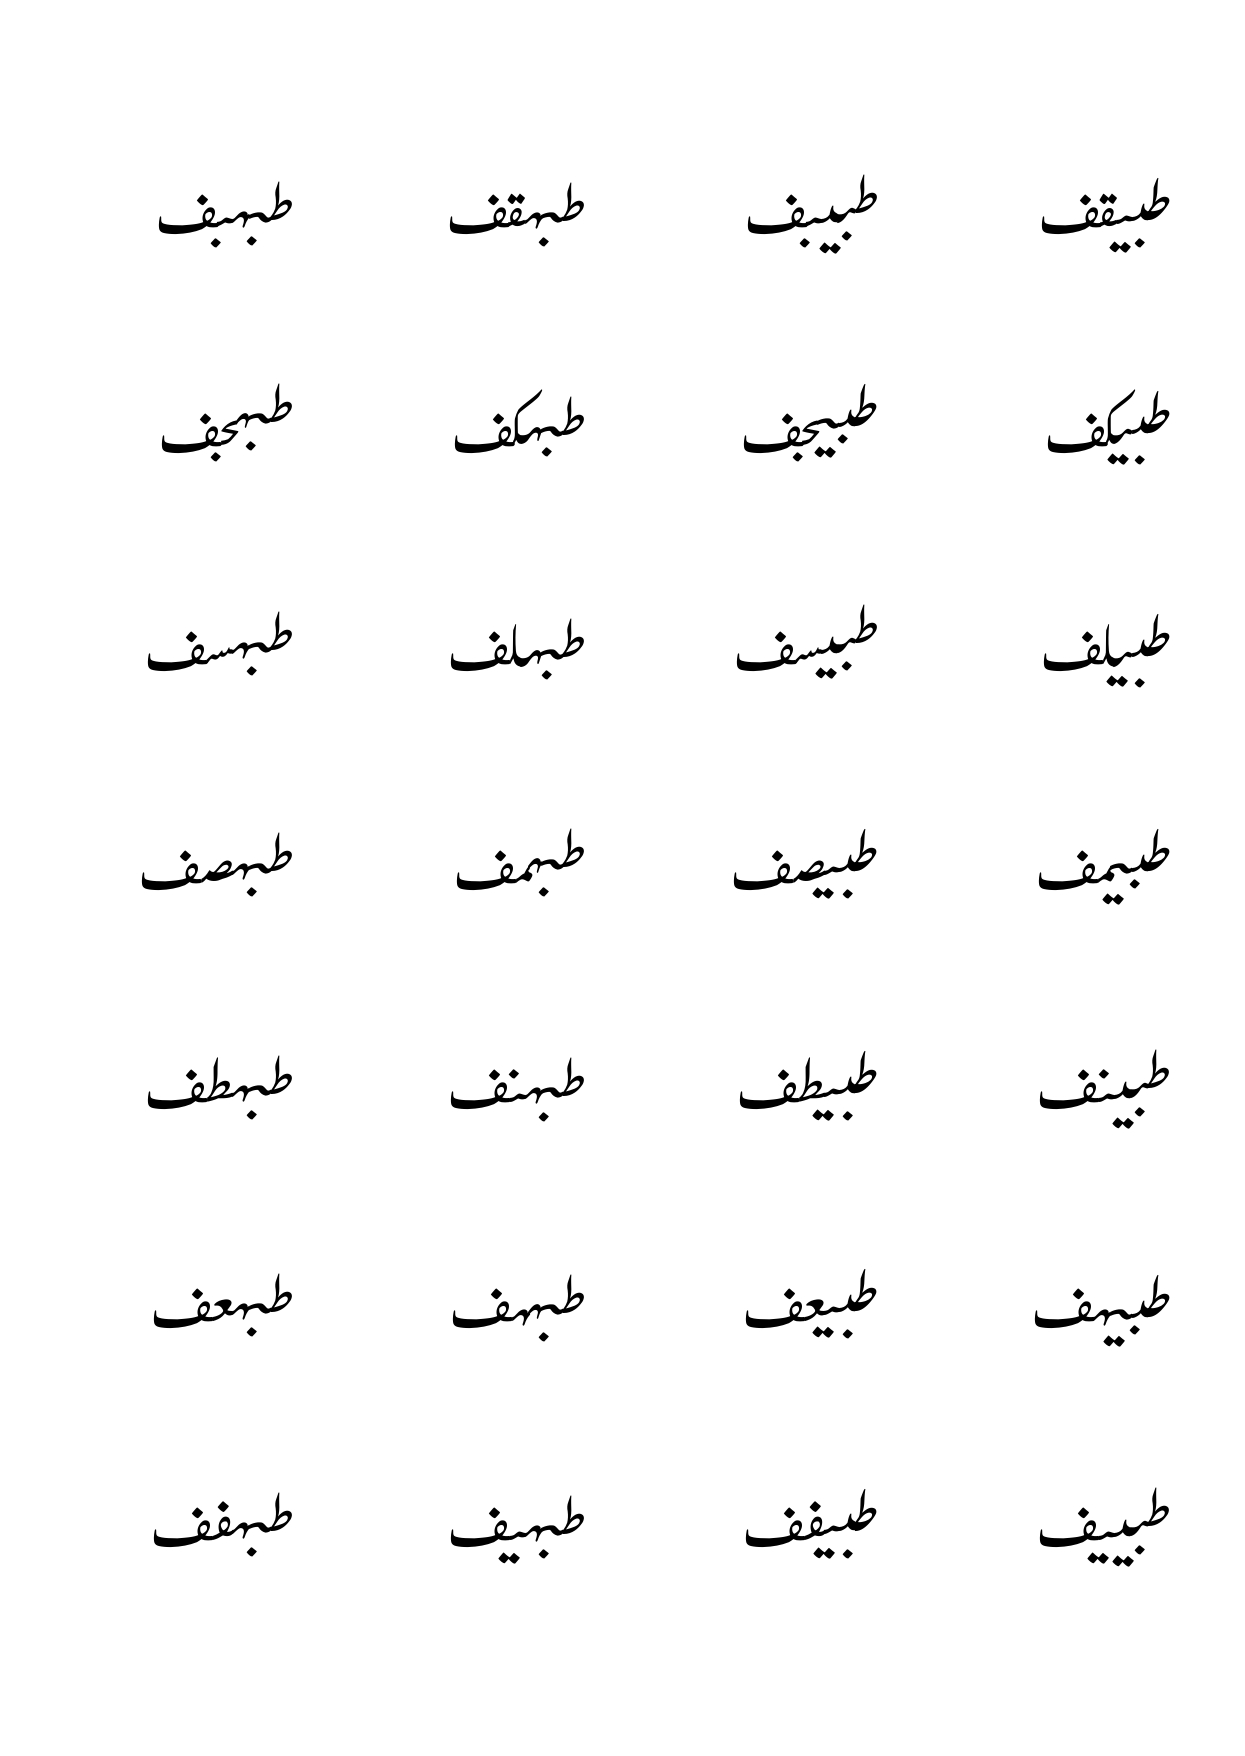 طبيقف طبيبف طبهقف طبهبف
طبيكف طبيجف طبهكف طبهجف
طبيلف طبيسف طبهلف طبهسف
طبيمف طبيصف طبهمف طبهصف
طبينف طبيطف طبهنف طبهطف
طبيهف طبيعف طبههف طبهعف
طبييف طبيفف طبهيف طبهفف